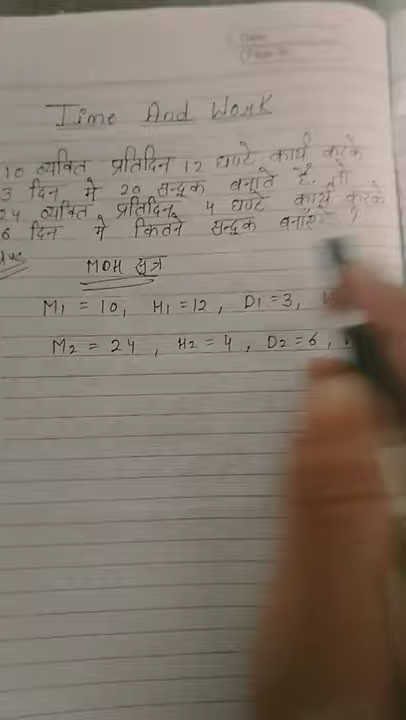 Time And Work
10 व्यक्ति प्रतिदिन 12 घण्टे कार्य करके
3 दिन मे 20 सन्दूक बनाते हैं. तो
24 व्यक्ति प्रतिदिन, 4 घण्टे कार्य करके
6 दिन मे कितने सन्दूक बनाएंगे ?
MDH सूत्र
M1 = 10, H1 = 12, D1 = 3,
M2 = 24, H2 = 4, D2 = 6,